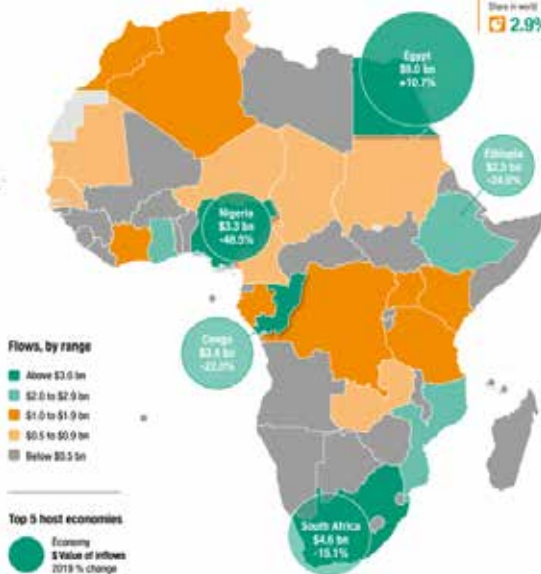 Share in world
2.9%
Egypt
$9.0 bn
+10.7%
Ethiopia
$2.5 bn
-24.0%
Nigeria
$3.3 bn
-48.5%
Congo
$3.4 bn
-22.0%
Flows, by range
Above $3.0 bn
$2.0 to $2.9 bn
$1.0 to $1.9 bn
$0.5 to $0.9 bn
Below $0.5 bn
Top 5 host economies
Economy
$ Value of inflows
2019 % change
South Africa
$4.6 bn
-15.1%